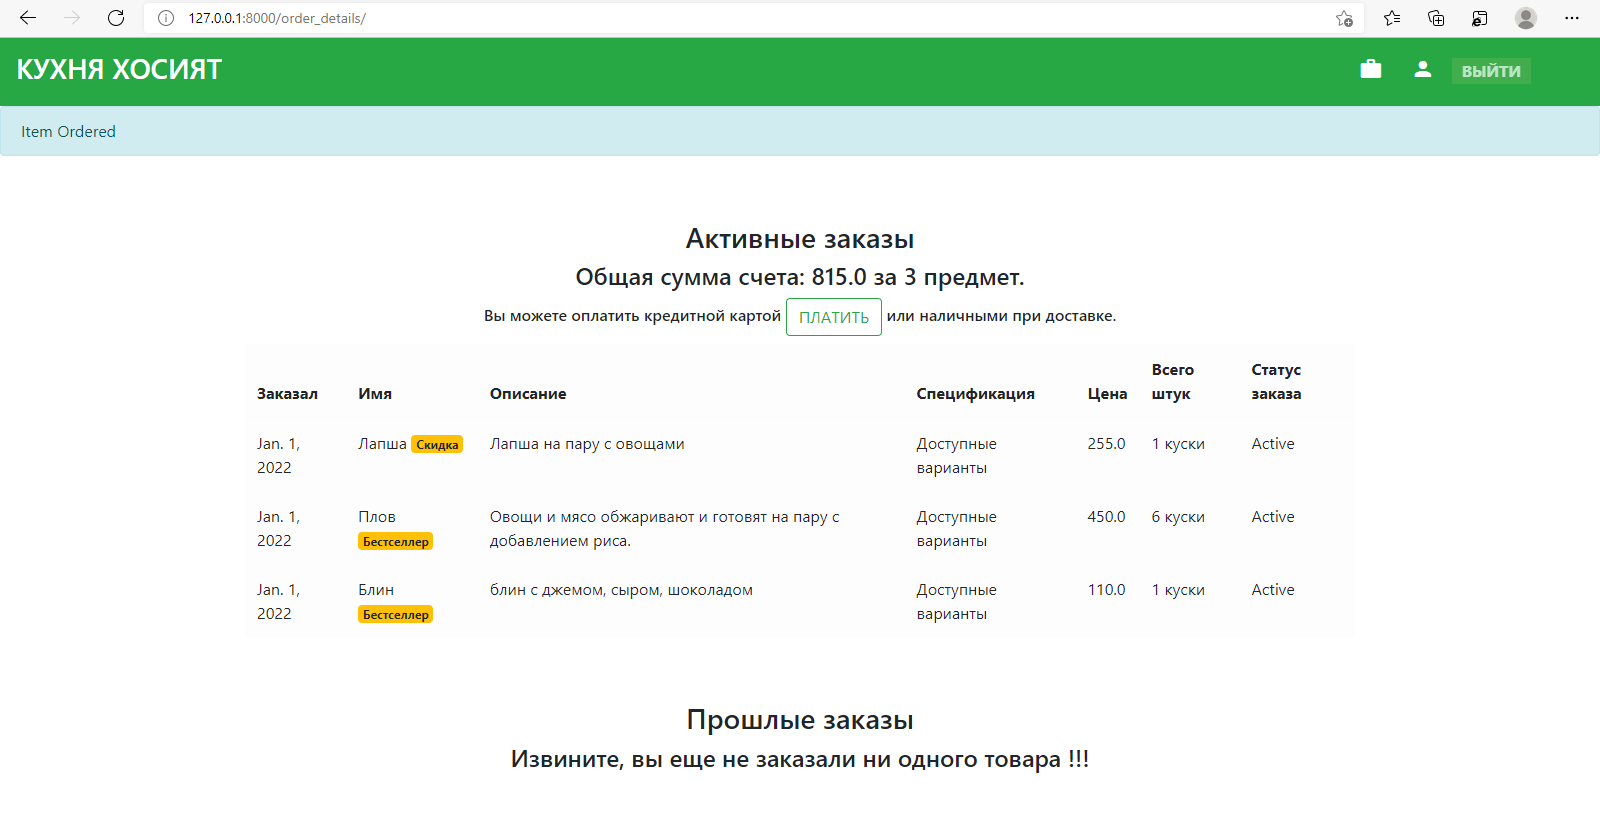 127.0.0.1:8000/order_details/
КУХНЯ ХОСИЯТ
ВЫЙТИ
Item Ordered
Активные заказы
Общая сумма счета: 815.0 за 3 предмет.
Вы можете оплатить кредитной картой ПЛАТИТЬ или наличными при доставке.
Заказал Имя Описание Спецификация Цена Всего штук Статус заказа
Jan. 1, 2022 Лапша Скидка Лапша на пару с овощами Доступные варианты 255.0 1 куски Active
Jan. 1, 2022 Плов Бестселлер Овощи и мясо обжаривают и готовят на пару с добавлением риса. Доступные варианты 450.0 6 куски Active
Jan. 1, 2022 Блин Бестселлер блин с джемом, сыром, шоколадом Доступные варианты 110.0 1 куски Active
Прошлые заказы
Извините, вы еще не заказали ни одного товара !!!